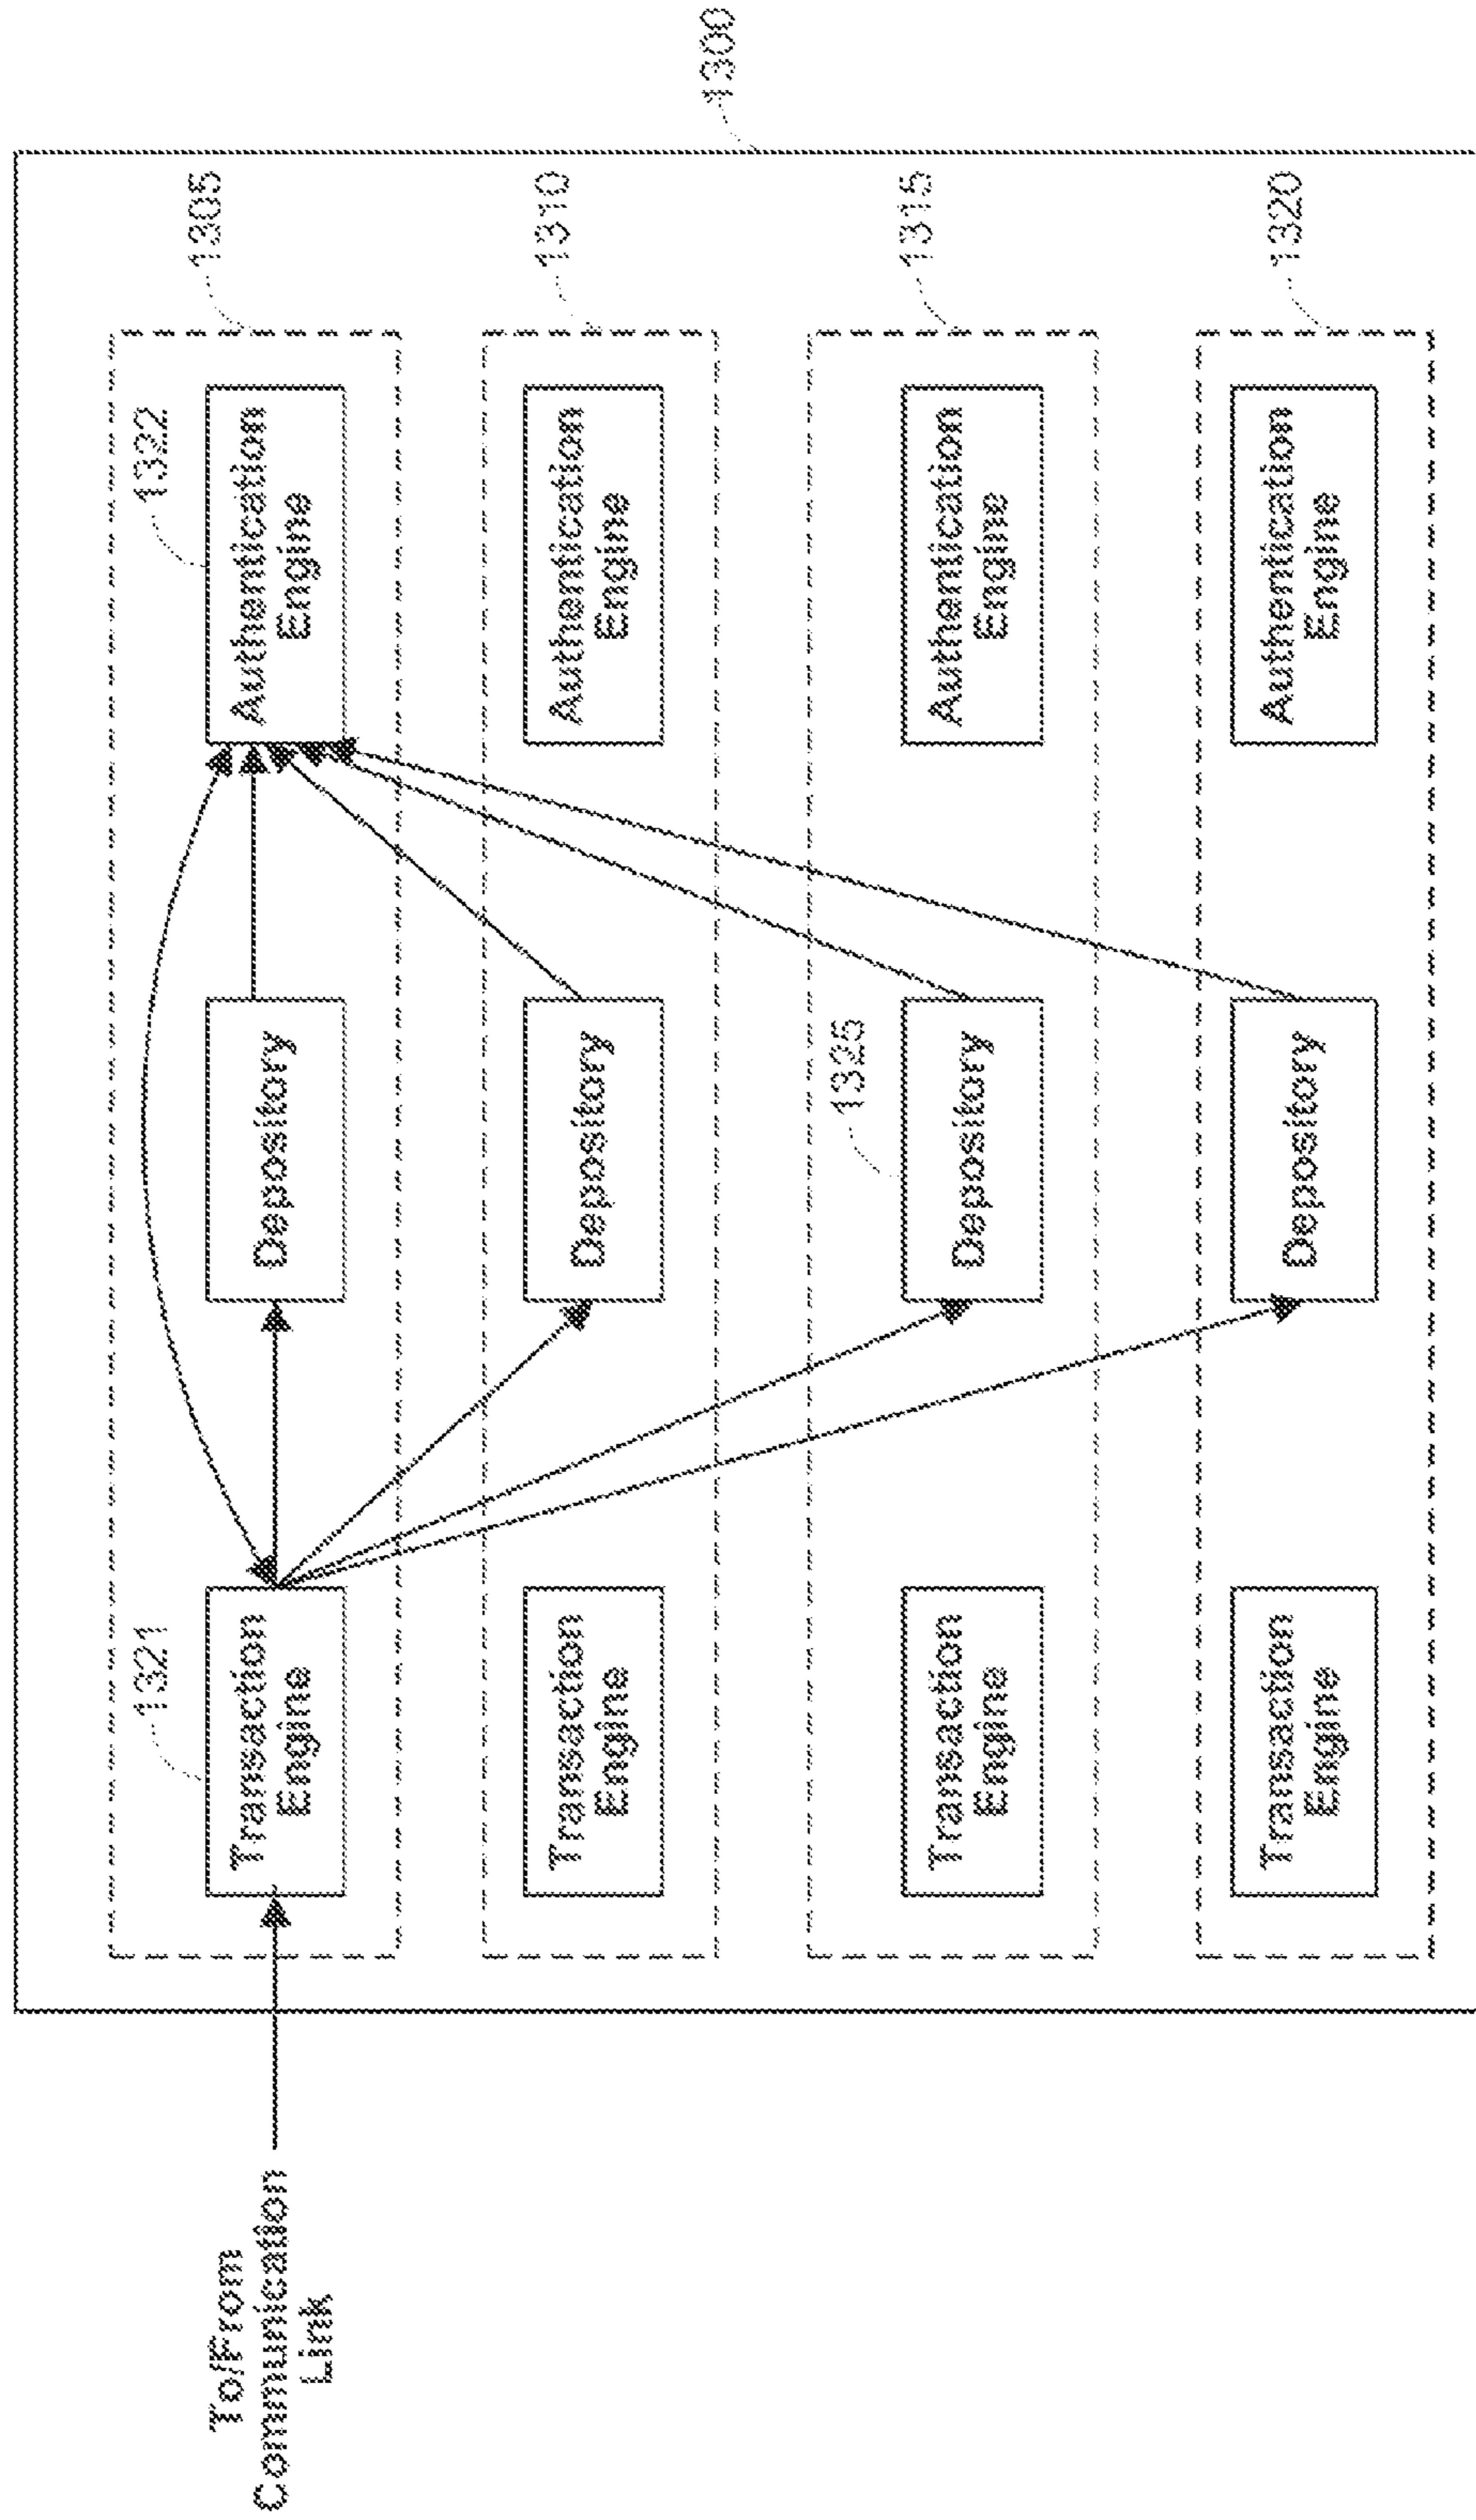 1300
1305
1322
1321
Transaction
Engine
Depository
Authentication
Engine
To/From
Communication
Link
1310
Transaction
Engine
Depository
Authentication
Engine
1315
1325
Transaction
Engine
Depository
Authentication
Engine
1320
Transaction
Engine
Depository
Authentication
Engine